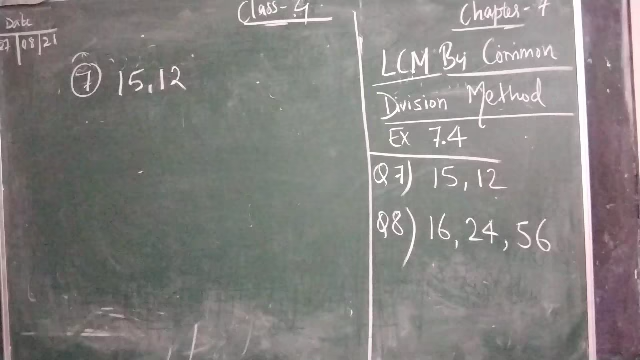 Date
27/08/21
Class-4
7 15,12
Chapter-7
LCM By Common
Division Method
Ex 7.4
Q7) 15, 12
Q8) 16, 24, 56